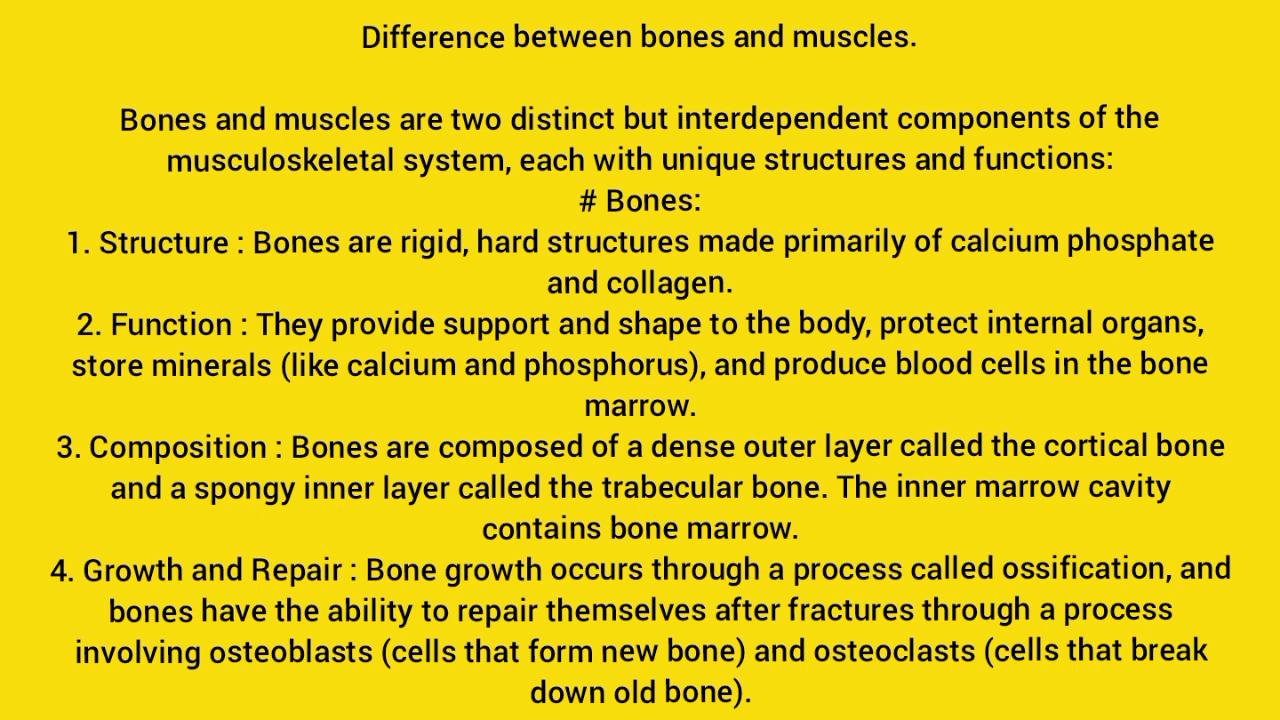 Difference between bones and muscles.
Bones and muscles are two distinct but interdependent components of the
musculoskeletal system, each with unique structures and functions:
# Bones:
1. Structure : Bones are rigid, hard structures made primarily of calcium phosphate
and collagen.
2. Function : They provide support and shape to the body, protect internal organs,
store minerals (like calcium and phosphorus), and produce blood cells in the bone
marrow.
3. Composition : Bones are composed of a dense outer layer called the cortical bone
and a spongy inner layer called the trabecular bone. The inner marrow cavity
contains bone marrow.
4. Growth and Repair : Bone growth occurs through a process called ossification, and
bones have the ability to repair themselves after fractures through a process
involving osteoblasts (cells that form new bone) and osteoclasts (cells that break
down old bone).